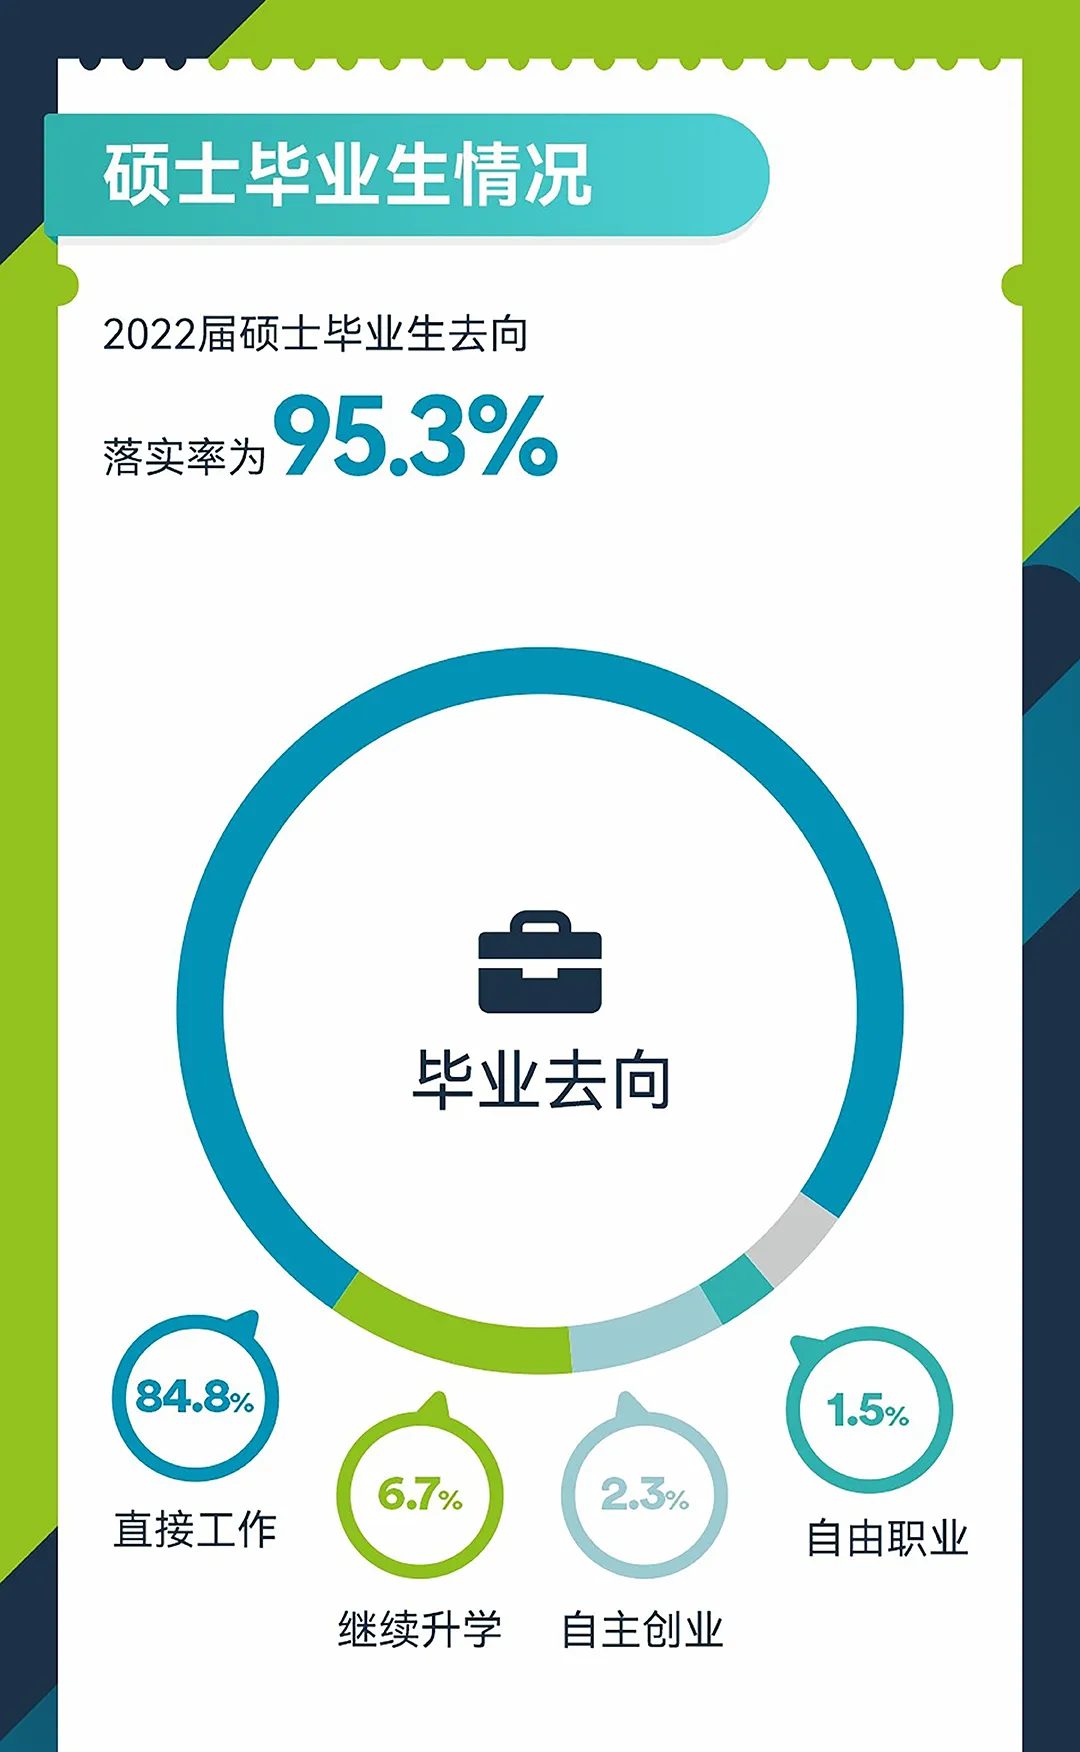 硕士毕业生情况
2022届硕士毕业生去向
落实率为95.3%
毕业去向
84.8%
直接工作
6.7%
继续升学
2.3%
自主创业
1.5%
自由职业